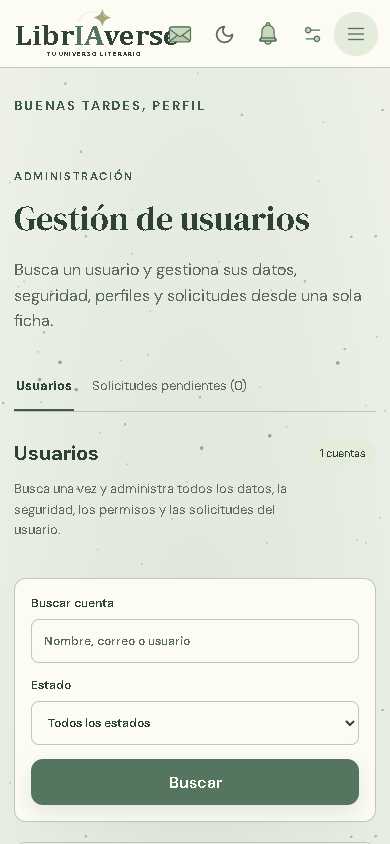 LibrIAverse
TU UNIVERSO LITERARIO
BUENAS TARDES, PERFIL
ADMINISTRACIÓN
Gestión de usuarios
Busca un usuario y gestiona sus datos,
seguridad, perfiles y solicitudes desde una sola
ficha.
Usuarios Solicitudes pendientes (0)
Usuarios
1 cuentas
Busca una vez y administra todos los datos, la
seguridad, los permisos y las solicitudes del
usuario.
Buscar cuenta
Nombre, correo o usuario
Estado
Todos los estados
Buscar